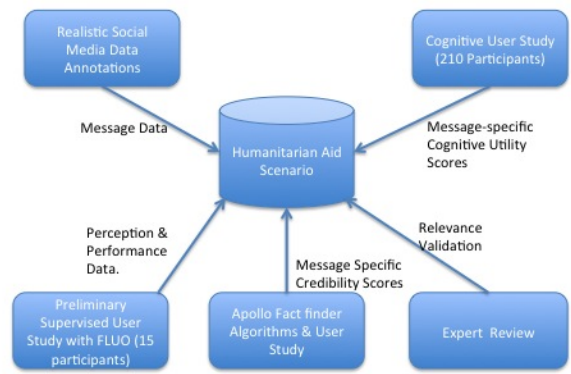 Realistic Social
Media Data
Annotations
Cognitive User Study
(210 Participants)
Message Data
Humanitarian Aid
Scenario
Message-specific
Cognitive Utility
Scores
Perception &
Performance
Data.
Message Specific
Credibility Scores
Relevance
Validation
Preliminary
Supervised User
Study with FLUO (15
participants)
Apollo Fact finder
Algorithms & User
Study
Expert Review